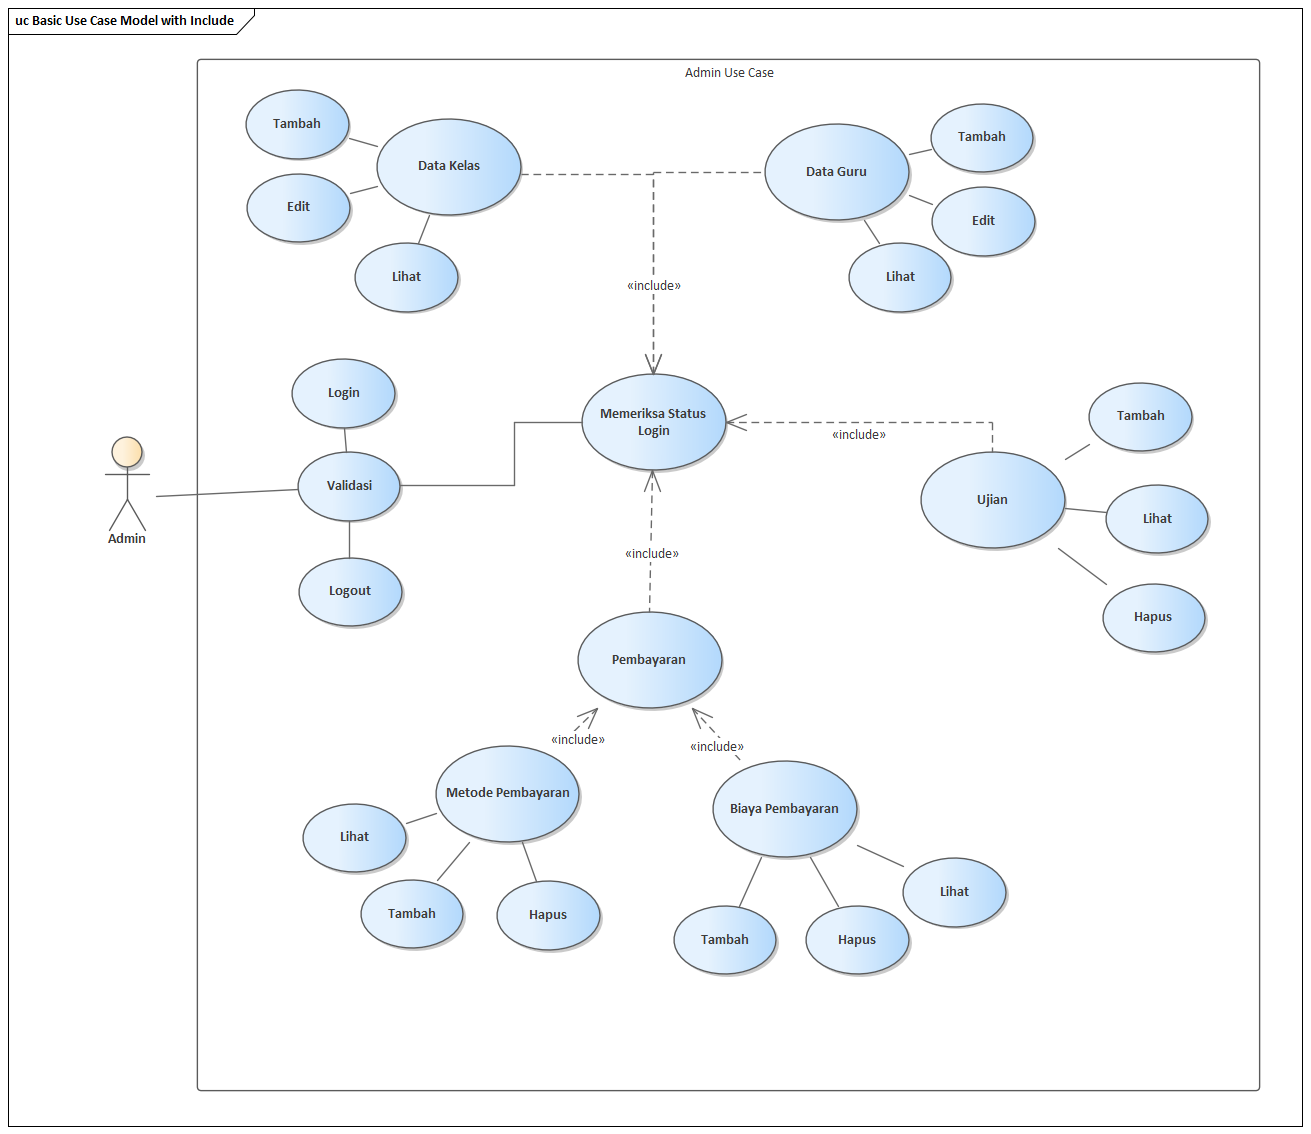 uc Basic Use Case Model with Include
Admin Use Case
Tambah
Data Kelas
Edit
Lihat
Data Guru
Tambah
Edit
Lihat
«include»
Login
Validasi
Logout
Admin
Memeriksa Status
Login
«include»
Ujian
Tambah
Lihat
Hapus
«include»
Pembayaran
«include»
«include»
Metode Pembayaran
Lihat
Tambah
Hapus
Biaya Pembayaran
Lihat
Tambah
Hapus